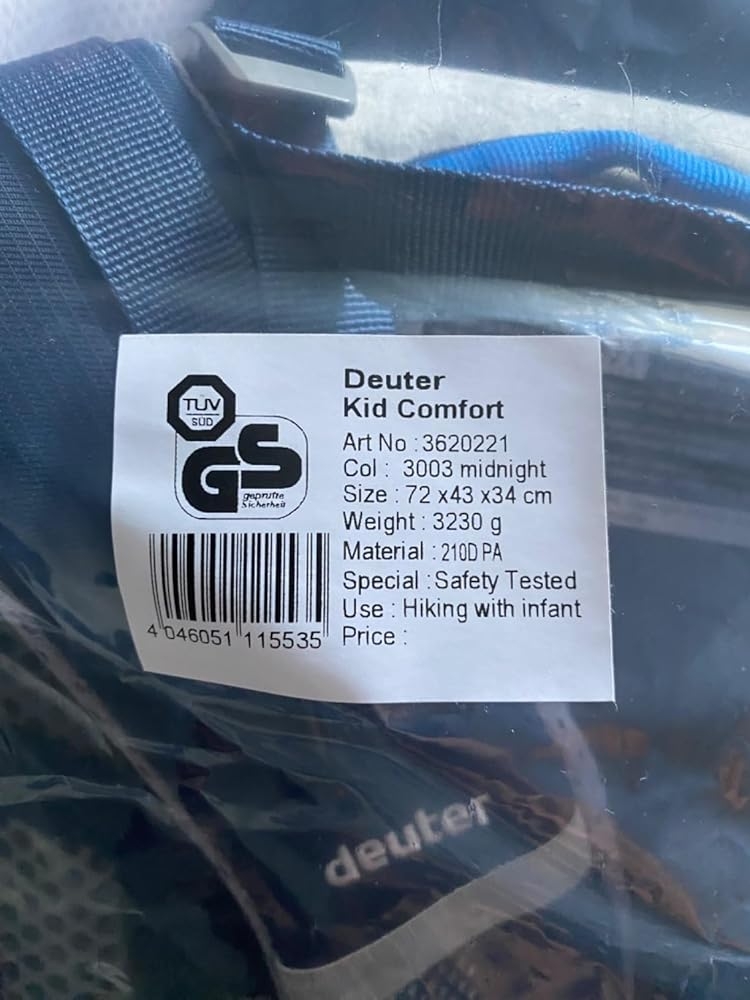 TÜV
SÜD
GS
geprüfte
Sicherheit
Deuter
Kid Comfort
Art No : 3620221
Col : 3003 midnight
Size : 72 x43 x34 cm
Weight : 3230 g
Material : 210D PA
Special : Safety Tested
Use : Hiking with infant
Price :
4 046051 115535
deuter